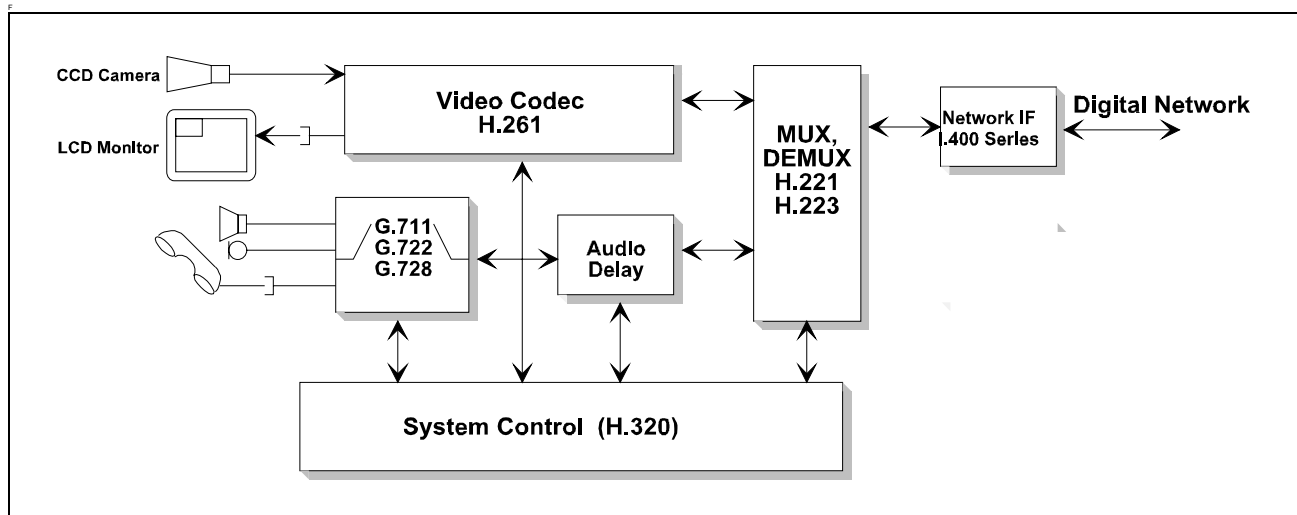 F
CCD Camera
LCD Monitor
Video Codec
H.261
MUX,
DEMUX
H.221
H.223
Network IF
I.400 Series
Digital Network
G.711
G.722
G.728
Audio
Delay
System Control (H.320)